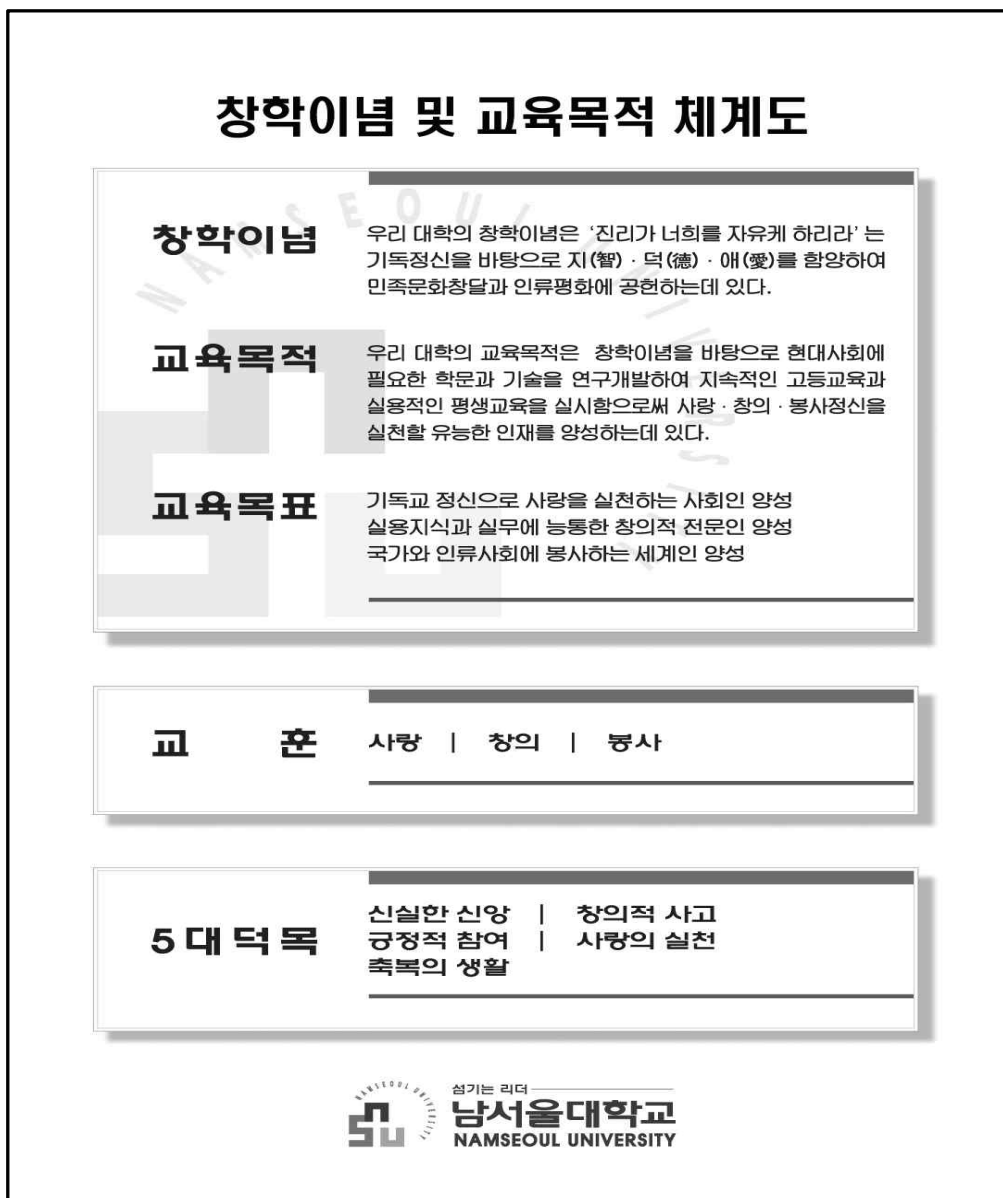 창학이념 및 교육목적 체계도
NAMSEOUL UNIVERSITY
창학이념
우리 대학의 창학이념은 ‘진리가 너희를 자유케 하리라’ 는
기독정신을 바탕으로 지(智) · 덕(德) · 애(愛)를 함양하여
민족문화창달과 인류평화에 공헌하는데 있다.
교육목적
우리 대학의 교육목적은 창학이념을 바탕으로 현대사회에
필요한 학문과 기술을 연구개발하여 지속적인 고등교육과
실용적인 평생교육을 실시함으로써 사랑 · 창의 · 봉사정신을
실천할 유능한 인재를 양성하는데 있다.
교육목표
기독교 정신으로 사랑을 실천하는 사회인 양성
실용지식과 실무에 능통한 창의적 전문인 양성
국가와 인류사회에 봉사하는 세계인 양성
교 훈
사랑 | 창의 | 봉사
5대덕목
신실한 신앙 | 창의적 사고
긍정적 참여 | 사랑의 실천
축복의 생활
NAMSEOUL UNIVERSITY
nsu
섬기는 리더
남서울대학교
NAMSEOUL UNIVERSITY